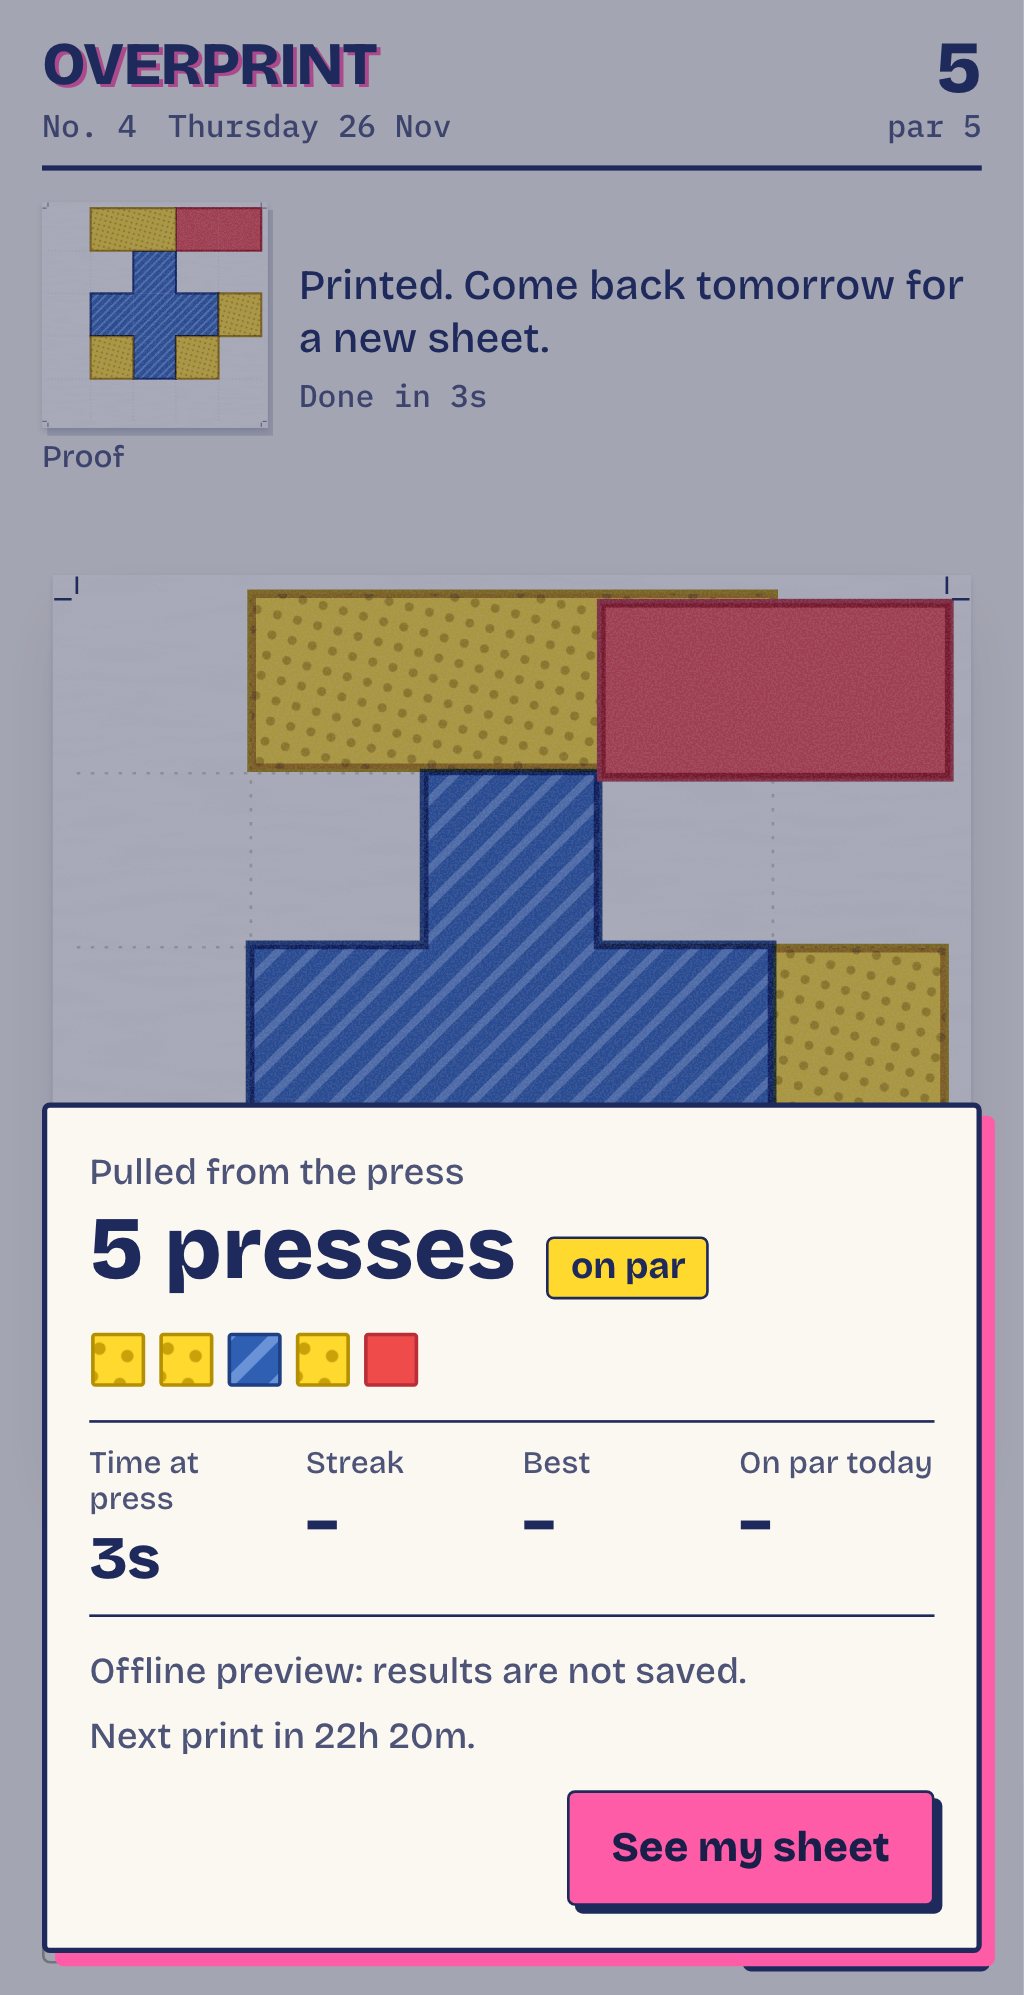 OVERPRINT
5
No. 4 Thursday 26 Nov
par 5
Printed. Come back tomorrow for
a new sheet.
Done in 3s
Proof
Pulled from the press
5 presses
on par
Time at
press
3s
Streak
–
Best
–
On par today
–
Offline preview: results are not saved.
Next print in 22h 20m.
See my sheet